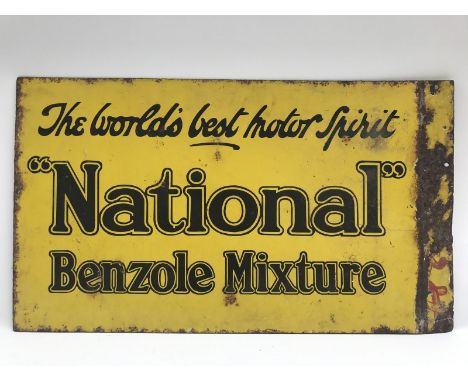 The world's best motor Spirit
"National"
Benzole Mixture